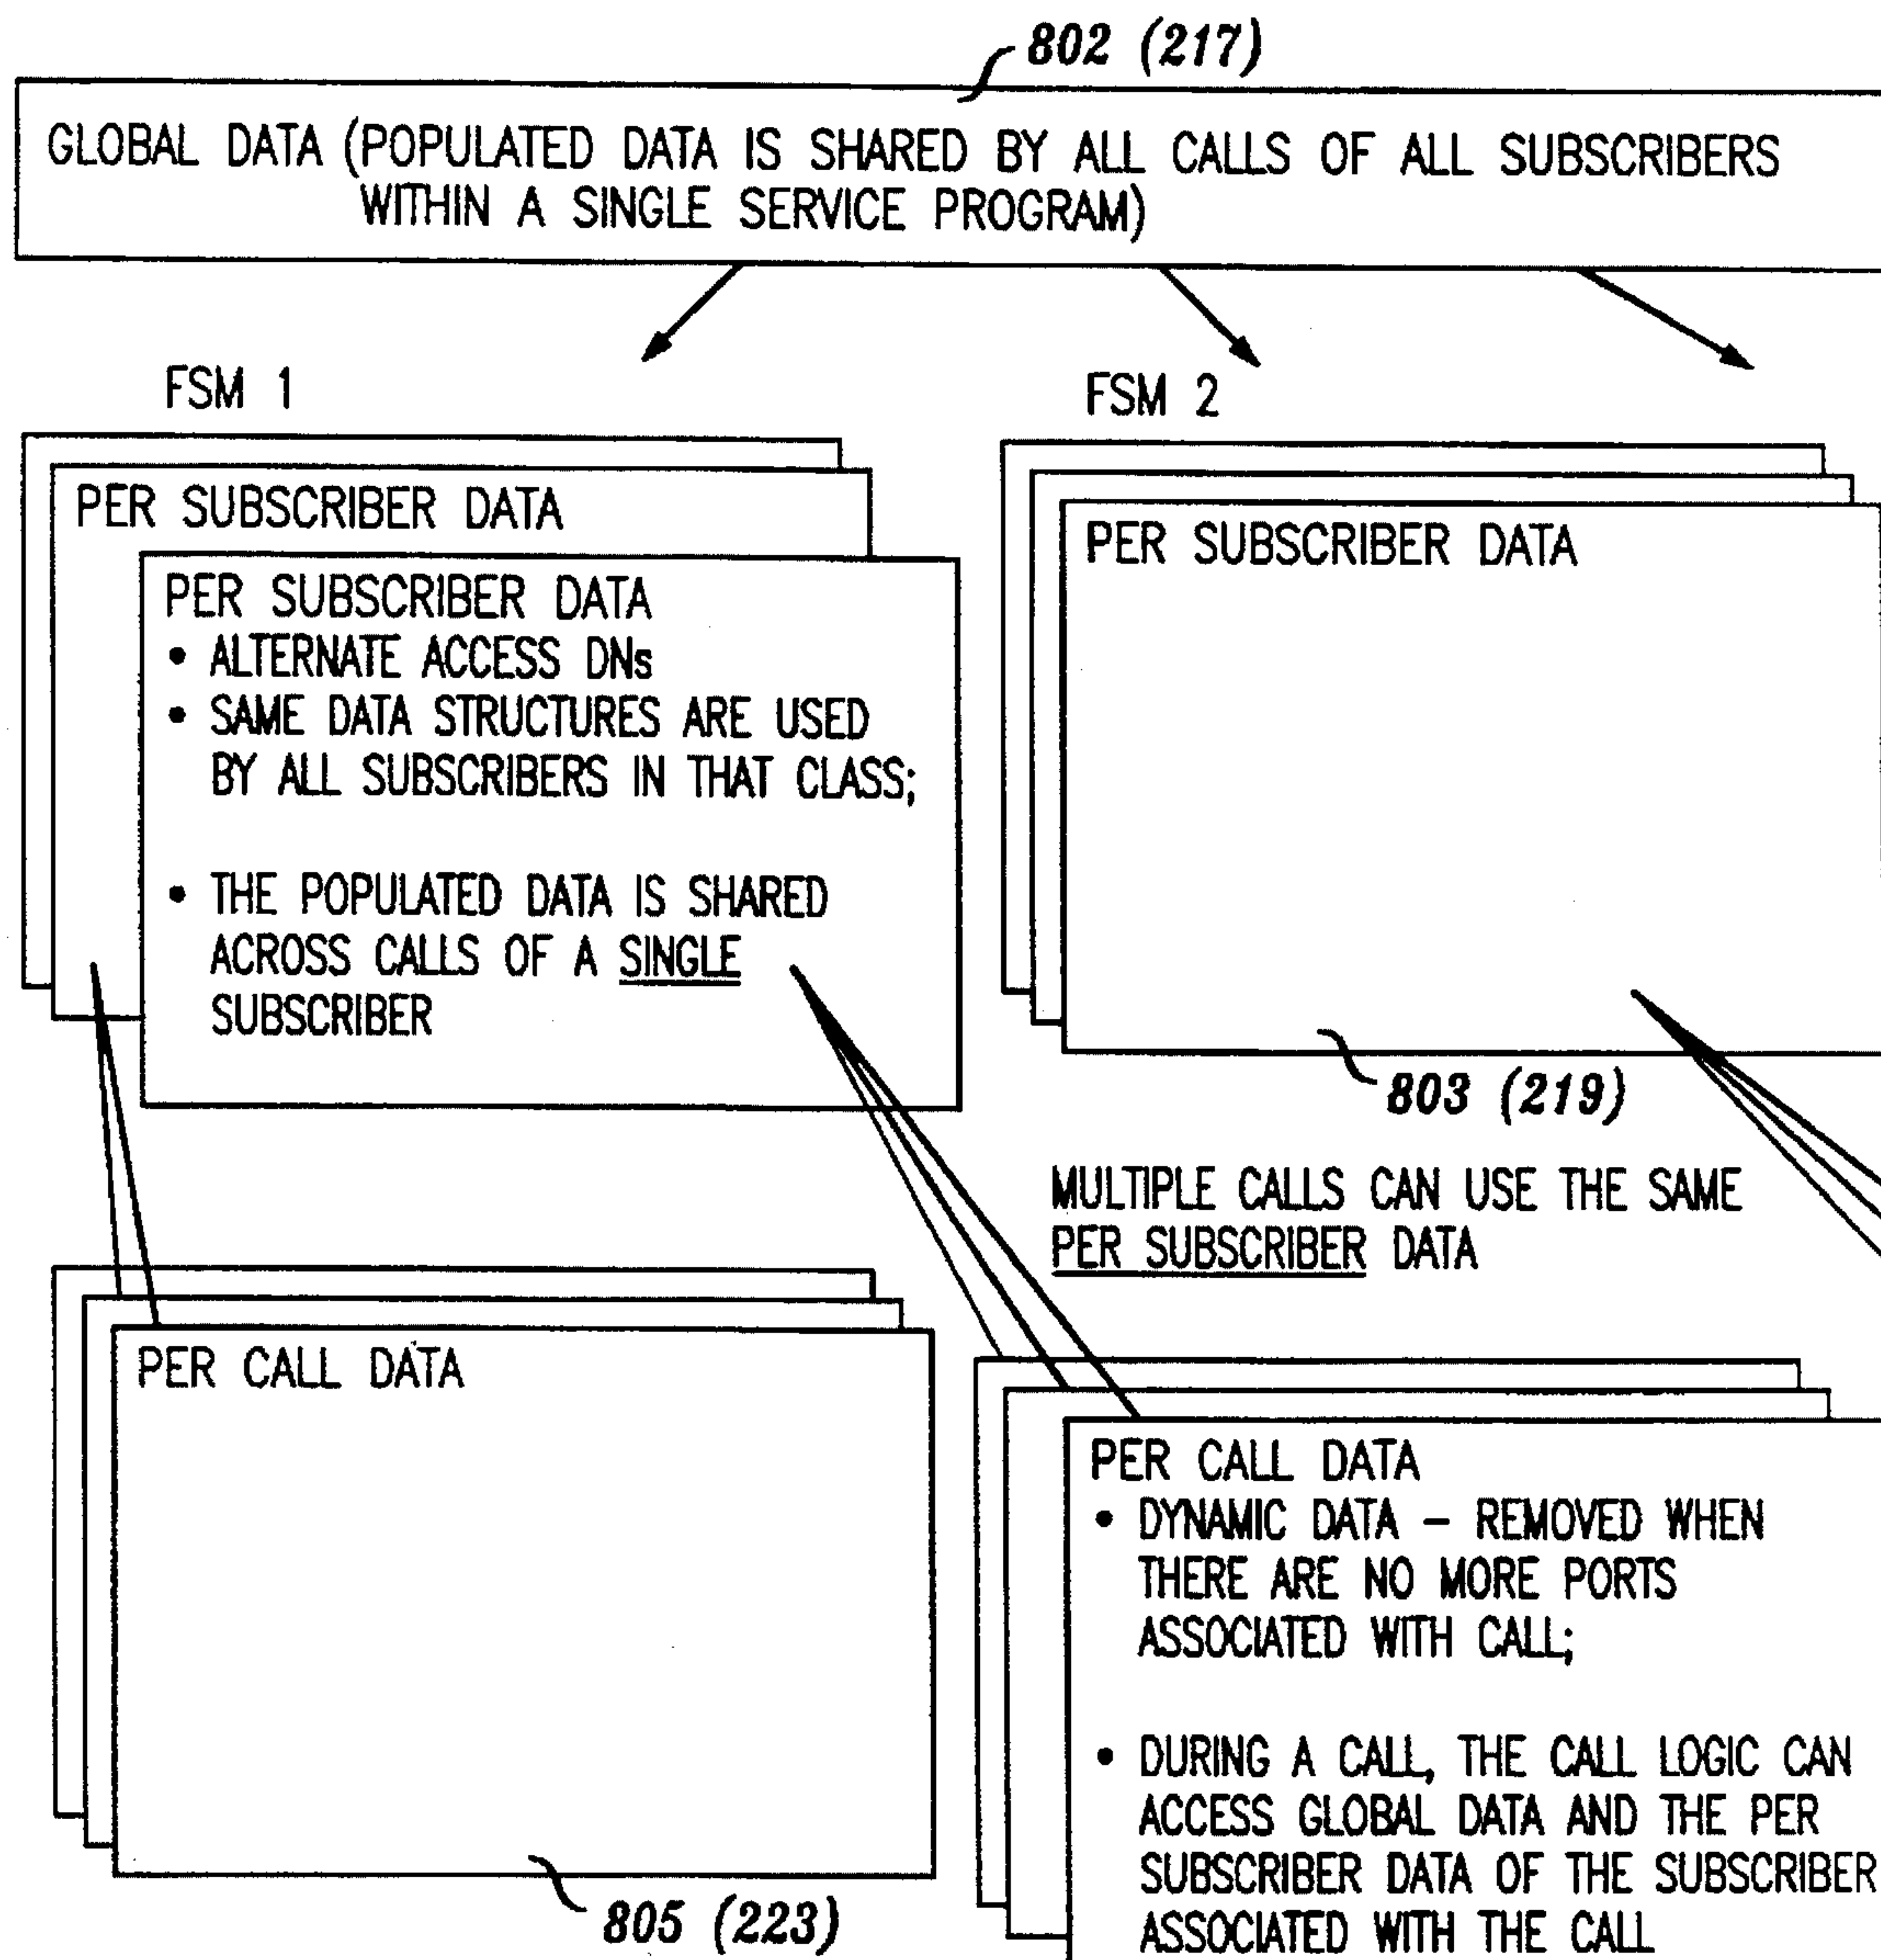 802 (217)
GLOBAL DATA (POPULATED DATA IS SHARED BY ALL CALLS OF ALL SUBSCRIBERS
WITHIN A SINGLE SERVICE PROGRAM)
FSM 1
PER SUBSCRIBER DATA
PER SUBSCRIBER DATA
• ALTERNATE ACCESS DNs
• SAME DATA STRUCTURES ARE USED
BY ALL SUBSCRIBERS IN THAT CLASS;
• THE POPULATED DATA IS SHARED
ACROSS CALLS OF A SINGLE
SUBSCRIBER
FSM 2
PER SUBSCRIBER DATA
803 (219)
MULTIPLE CALLS CAN USE THE SAME
PER SUBSCRIBER DATA
PER CALL DATA
805 (223)
PER CALL DATA
• DYNAMIC DATA – REMOVED WHEN
THERE ARE NO MORE PORTS
ASSOCIATED WITH CALL;
• DURING A CALL, THE CALL LOGIC CAN
ACCESS GLOBAL DATA AND THE PER
SUBSCRIBER DATA OF THE SUBSCRIBER
ASSOCIATED WITH THE CALL